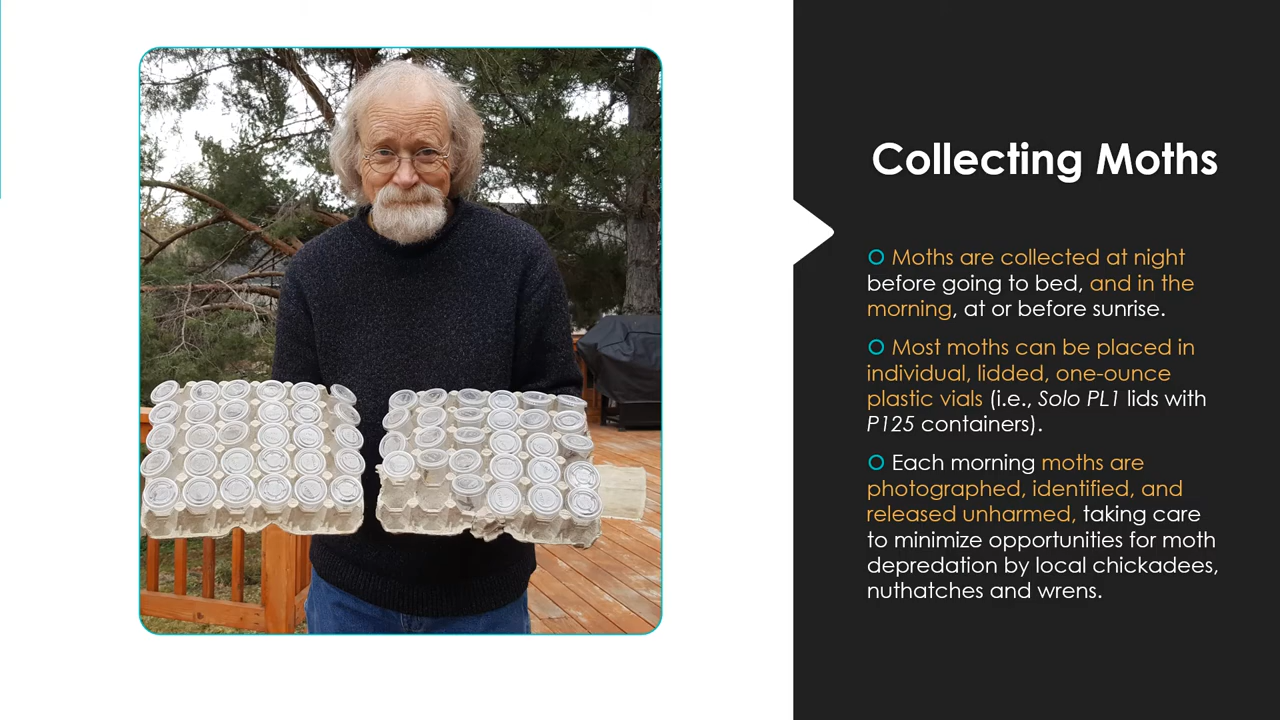 Collecting Moths
Moths are collected at night
before going to bed, and in the
morning, at or before sunrise.
Most moths can be placed in
individual, lidded, one-ounce
plastic vials (i.e., Solo PL1 lids with
P125 containers).
Each morning moths are
photographed, identified, and
released unharmed, taking care
to minimize opportunities for moth
depredation by local chickadees,
nuthatches and wrens.